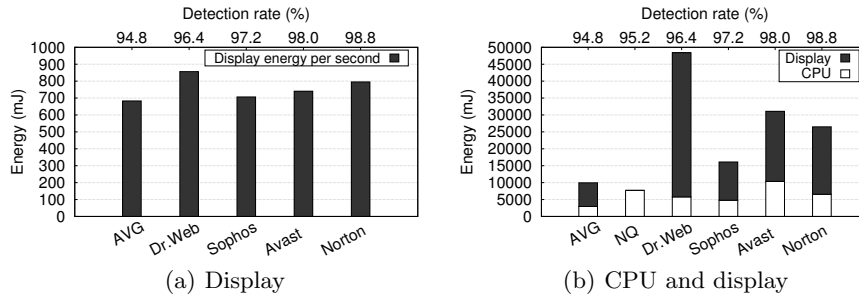 Detection rate (%)
94.8 96.4 97.2 98.0 98.8
1000
900
800
700
600
500
400
300
200
100
0
Energy (mJ)
Display energy per second
AVG Dr.Web Sophos Avast Norton
(a) Display
Detection rate (%)
94.8 95.2 96.4 97.2 98.0 98.8
50000
45000
40000
35000
30000
25000
20000
15000
10000
5000
0
Energy (mJ)
Display
CPU
AVG NQ Dr.Web Sophos Avast Norton
(b) CPU and display